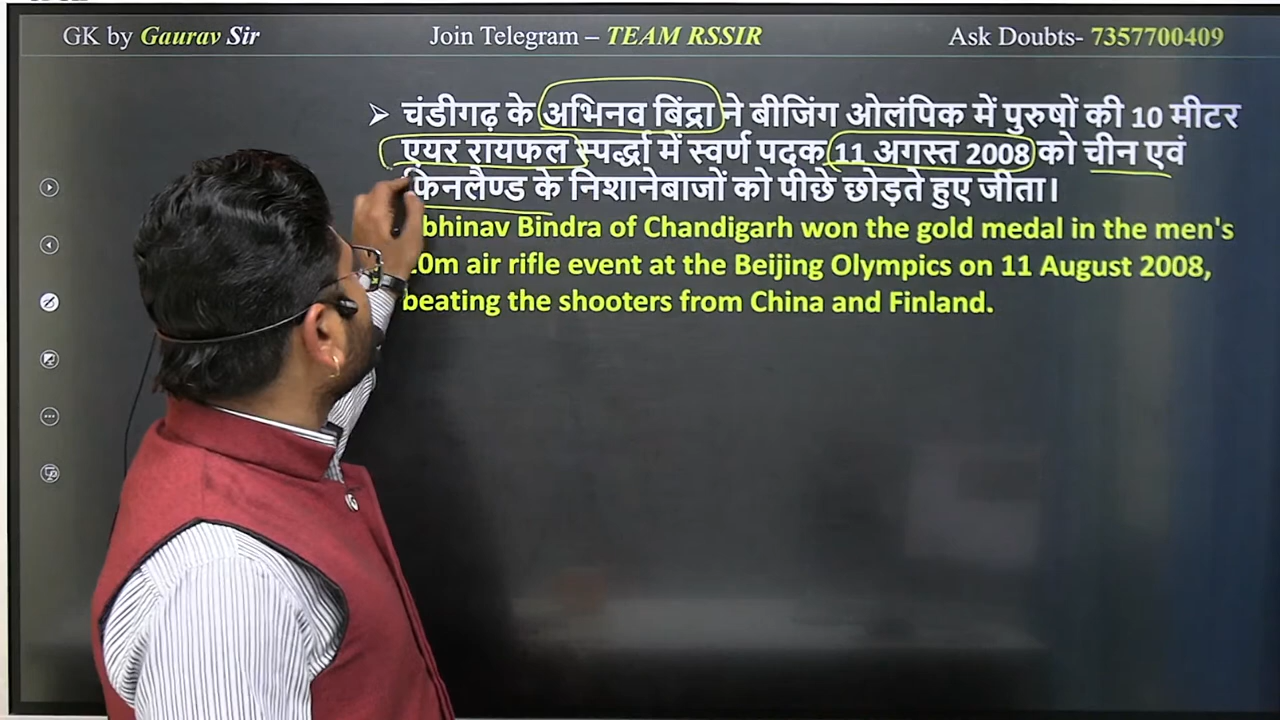 GK by Gaurav Sir
Join Telegram – TEAM RSSIR
Ask Doubts- 7357700409
➢ चंडीगढ़ के अभिनव बिंद्रा ने बीजिंग ओलंपिक में पुरुषों की 10 मीटर
एयर रायफल स्पर्द्धा में स्वर्ण पदक 11 अगस्त 2008 को चीन एवं
फिनलैण्ड के निशानेबाजों को पीछे छोड़ते हुए जीता।
bhinav Bindra of Chandigarh won the gold medal in the men's
0m air rifle event at the Beijing Olympics on 11 August 2008,
beating the shooters from China and Finland.